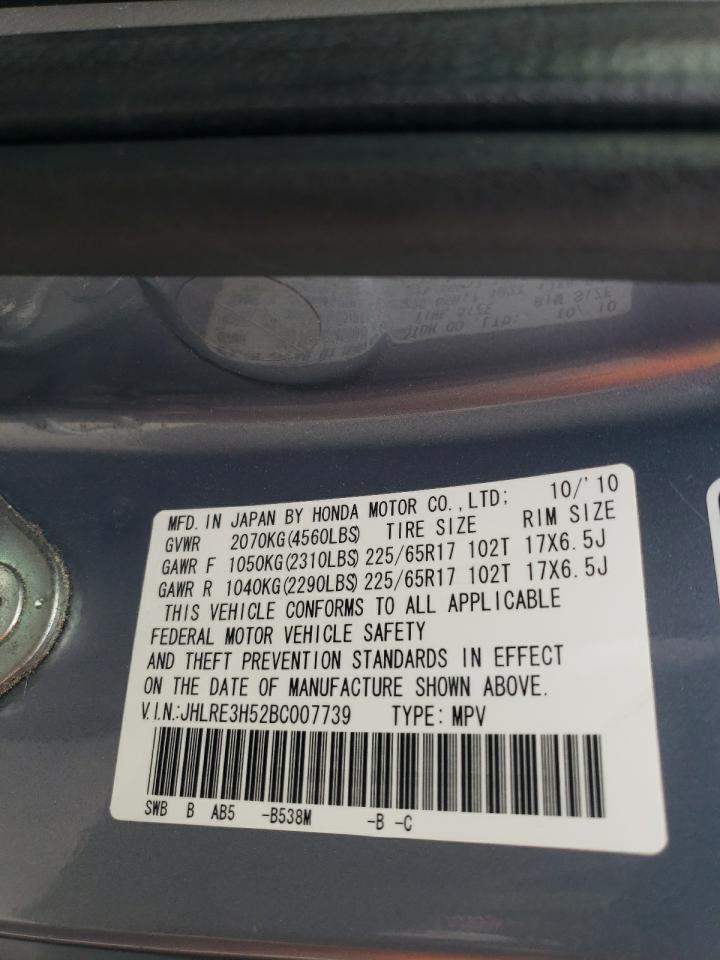 MFD. IN JAPAN BY HONDA MOTOR CO.,LTD; 10/'10
GVWR 2070KG(4560LBS) TIRE SIZE RIM SIZE
GAWR F 1050KG(2310LBS) 225/65R17 102T 17X6.5J
GAWR R 1040KG(2290LBS) 225/65R17 102T 17X6.5J
THIS VEHICLE CONFORMS TO ALL APPLICABLE
FEDERAL MOTOR VEHICLE SAFETY
AND THEFT PREVENTION STANDARDS IN EFFECT
ON THE DATE OF MANUFACTURE SHOWN ABOVE.
V.I.N.:JHLRE3H52BC007739 TYPE: MPV
SWB B AB5 -B538M -B -C